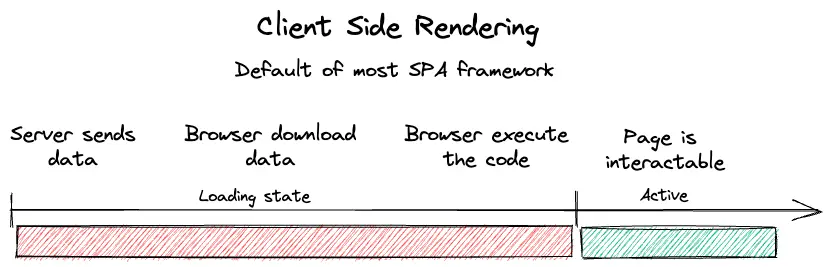 Client Side Rendering
Default of most SPA framework
Server sends
data
Browser download
data
Browser execute
the code
Page is
interactable
Loading state
Active